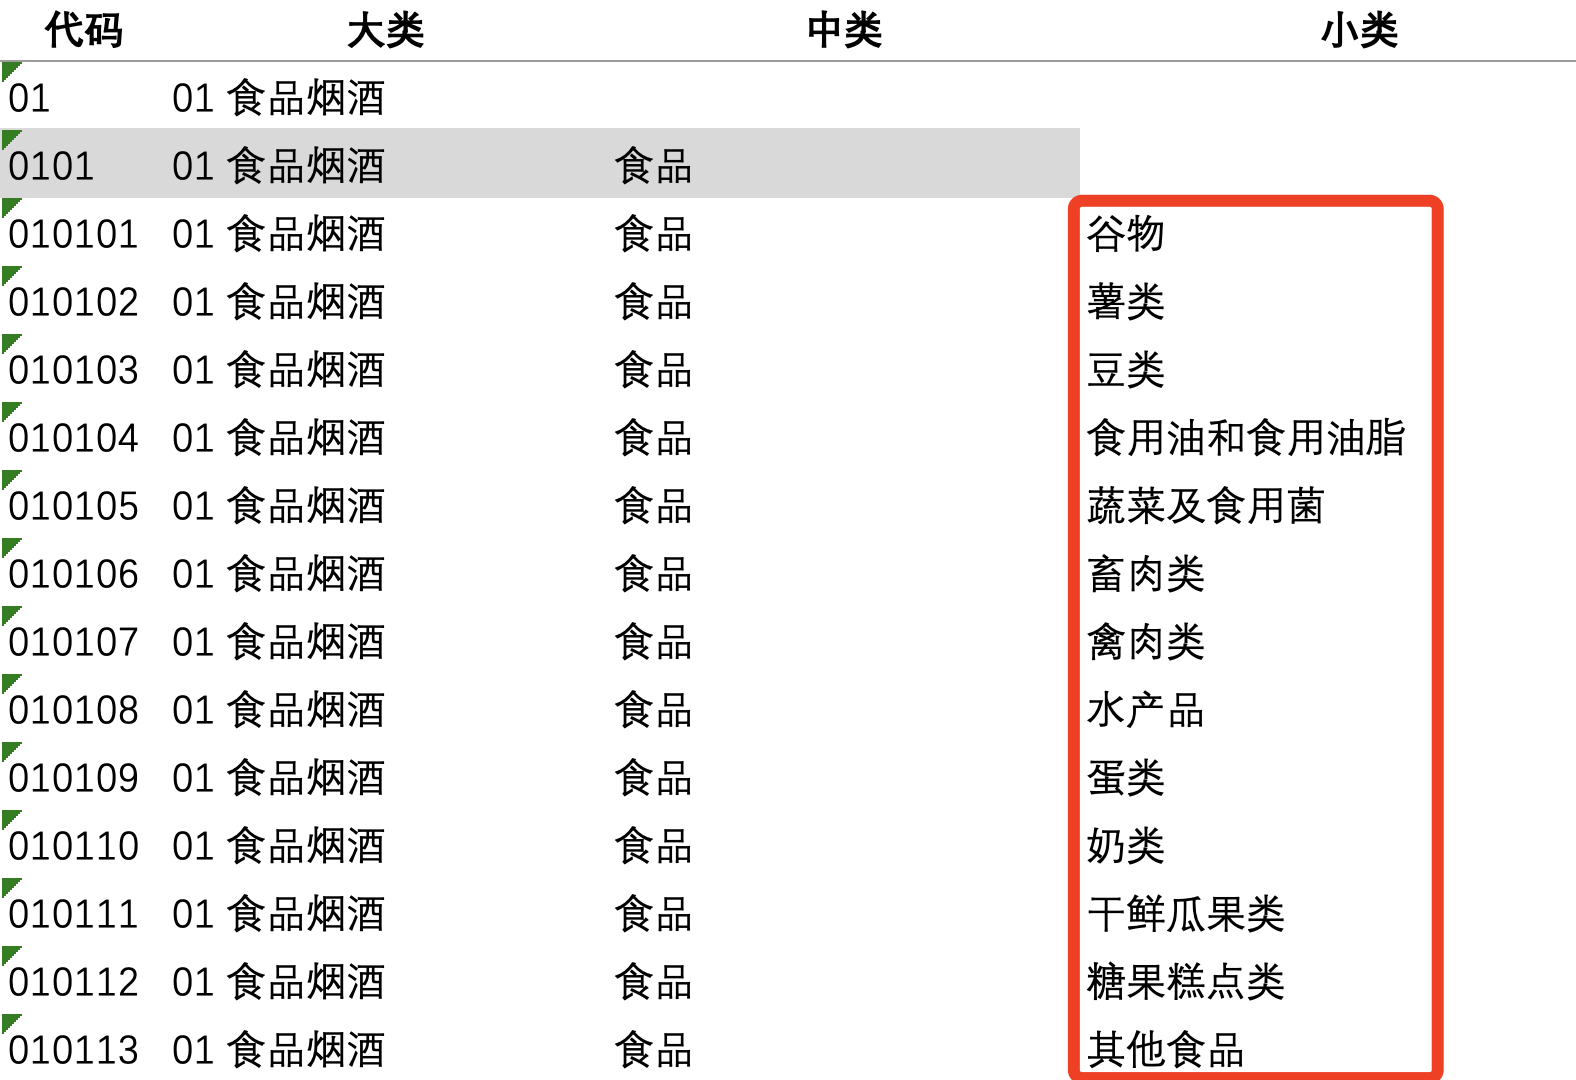 代码 大类 中类 小类
01 01 食品烟酒
0101 01 食品烟酒 食品
010101 01 食品烟酒 食品 谷物
010102 01 食品烟酒 食品 薯类
010103 01 食品烟酒 食品 豆类
010104 01 食品烟酒 食品 食用油和食用油脂
010105 01 食品烟酒 食品 蔬菜及食用菌
010106 01 食品烟酒 食品 畜肉类
010107 01 食品烟酒 食品 禽肉类
010108 01 食品烟酒 食品 水产品
010109 01 食品烟酒 食品 蛋类
010110 01 食品烟酒 食品 奶类
010111 01 食品烟酒 食品 干鲜瓜果类
010112 01 食品烟酒 食品 糖果糕点类
010113 01 食品烟酒 食品 其他食品